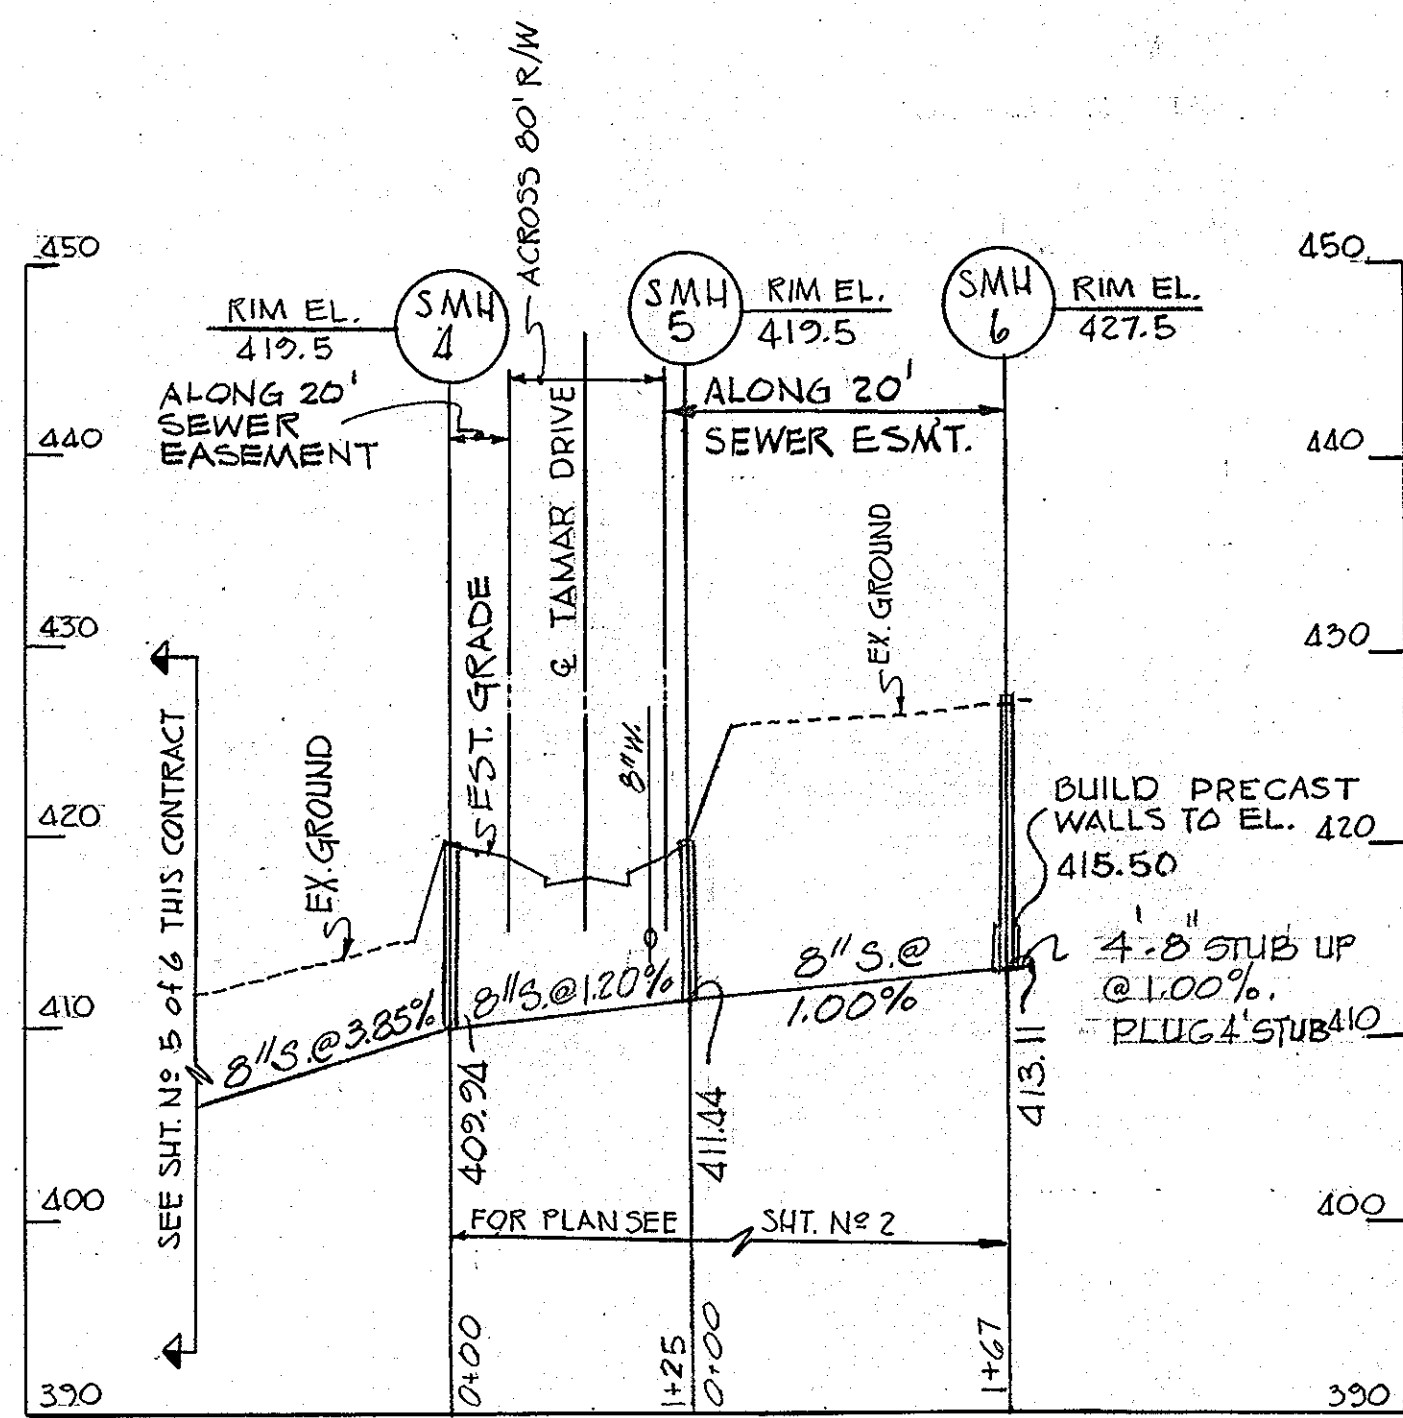 ACROSS 80' R/W
450
450
RIM EL.
419.5
SMH
4
SMH
5
RIM EL.
419.5
SMH
6
RIM EL.
427.5
ALONG 20'
SEWER
EASEMENT
ALONG 20'
SEWER ESM'T.
440
440
℄ TAMAR DRIVE
EST. GRADE
EX. GROUND
430
430
SEE SHT. Nº 5 of 6 THIS CONTRACT
EX. GROUND
8"W.
420
BUILD PRECAST
WALLS TO EL.
415.50
420
4'-8" STUB UP
@ 1.00%.
PLUG 4' STUB
410
410
8"S.@3.85%
8"S.@1.20%
8"S.@
1.00%
409.94
411.44
413.11
400
400
FOR PLAN SEE SHT. Nº 2
0+00
1+25
0+00
1+67
390
390